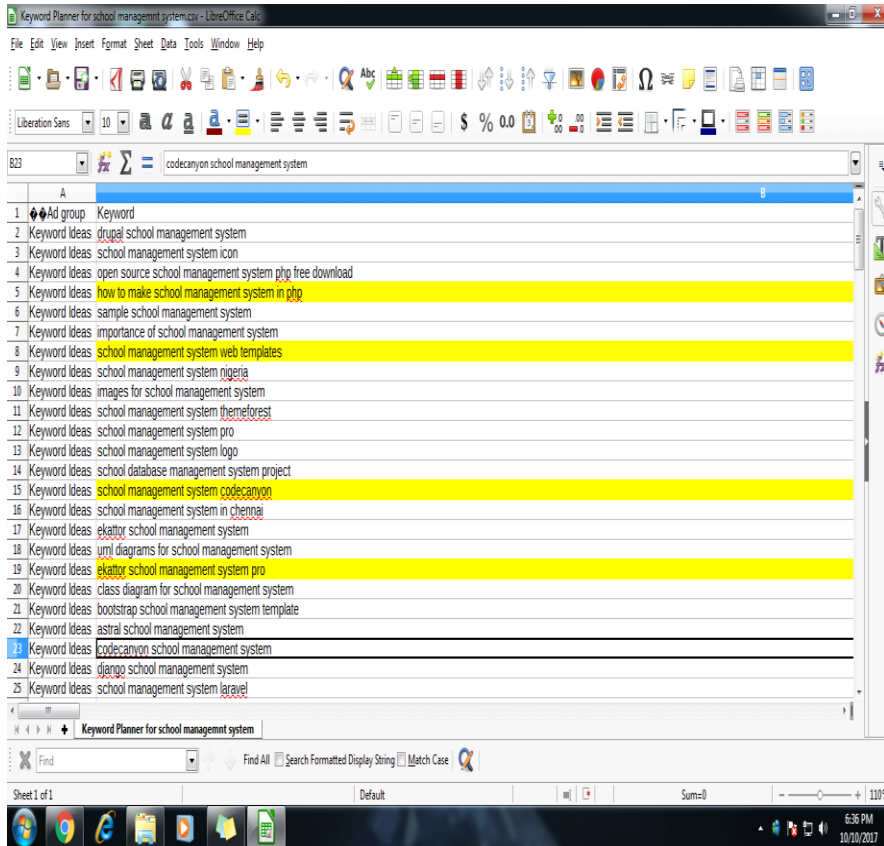 Keyword Planner for school managemnt system.csv - LibreOffice Calc
File Edit View Insert Format Sheet Data Tools Window Help
Liberation Sans 10 $ % 0.0
B23 codecanyon school management system
A B
1 ��Ad group Keyword
2 Keyword Ideas drupal school management system
3 Keyword Ideas school management system icon
4 Keyword Ideas open source school management system php free download
5 Keyword Ideas how to make school management system in php
6 Keyword Ideas sample school management system
7 Keyword Ideas importance of school management system
8 Keyword Ideas school management system web templates
9 Keyword Ideas school management system nigeria
10 Keyword Ideas images for school management system
11 Keyword Ideas school management system themeforest
12 Keyword Ideas school management system pro
13 Keyword Ideas school management system logo
14 Keyword Ideas school database management system project
15 Keyword Ideas school management system codecanyon
16 Keyword Ideas school management system in chennai
17 Keyword Ideas ekattor school management system
18 Keyword Ideas uml diagrams for school management system
19 Keyword Ideas ekattor school management system pro
20 Keyword Ideas class diagram for school management system
21 Keyword Ideas bootstrap school management system template
22 Keyword Ideas astral school management system
23 Keyword Ideas codecanyon school management system
24 Keyword Ideas django school management system
25 Keyword Ideas school management system laravel
Keyword Planner for school managemnt system
Find Find All Search Formatted Display String Match Case
Sheet 1 of 1 Default Sum=0 110%
6:36 PM
10/10/2017